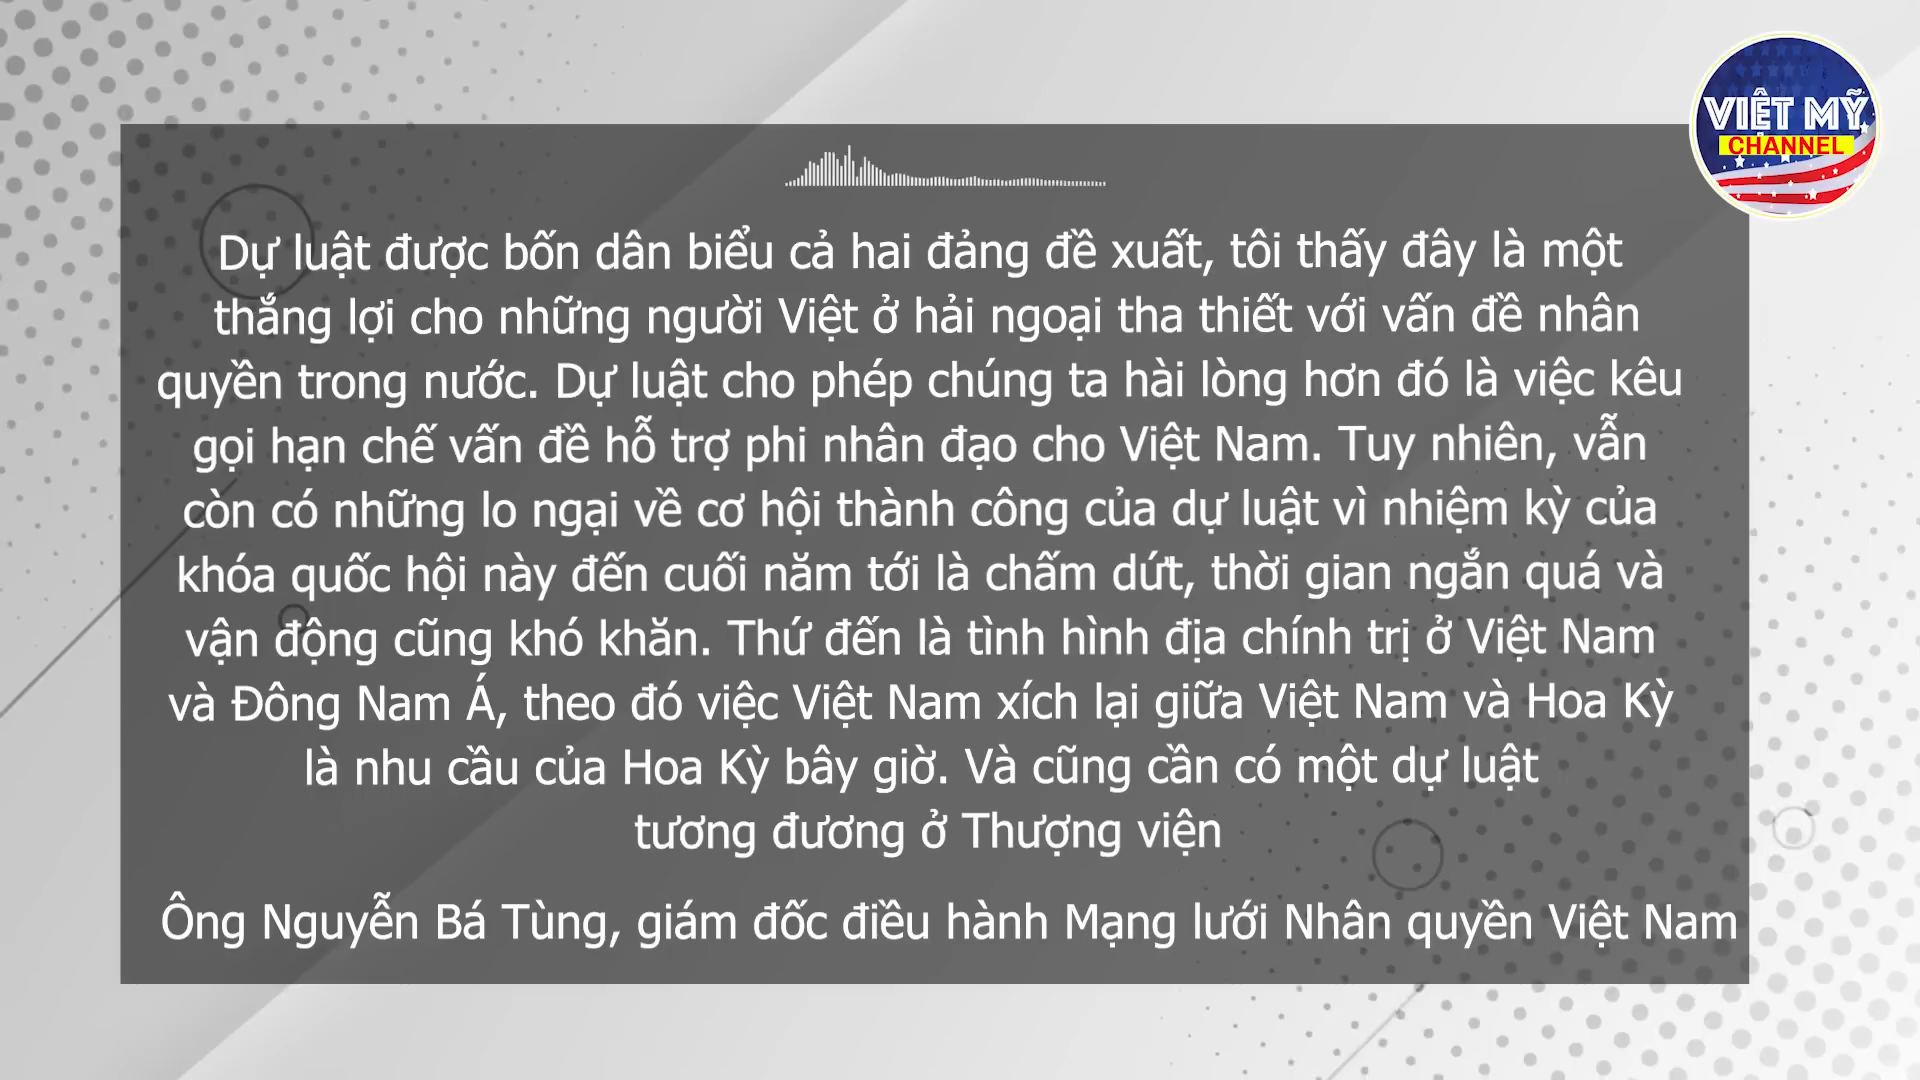 VIỆT MỸ
CHANNEL
Dự luật được bốn dân biểu cả hai đảng đề xuất, tôi thấy đây là một
thắng lợi cho những người Việt ở hải ngoại tha thiết với vấn đề nhân
quyền trong nước. Dự luật cho phép chúng ta hài lòng hơn đó là việc kêu
gọi hạn chế vấn đề hỗ trợ phi nhân đạo cho Việt Nam. Tuy nhiên, vẫn
còn có những lo ngại về cơ hội thành công của dự luật vì nhiệm kỳ của
khóa quốc hội này đến cuối năm tới là chấm dứt, thời gian ngắn quá và
vận động cũng khó khăn. Thứ đến là tình hình địa chính trị ở Việt Nam
và Đông Nam Á, theo đó việc Việt Nam xích lại giữa Việt Nam và Hoa Kỳ
là nhu cầu của Hoa Kỳ bây giờ. Và cũng cần có một dự luật
tương đương ở Thượng viện
Ông Nguyễn Bá Tùng, giám đốc điều hành Mạng lưới Nhân quyền Việt Nam